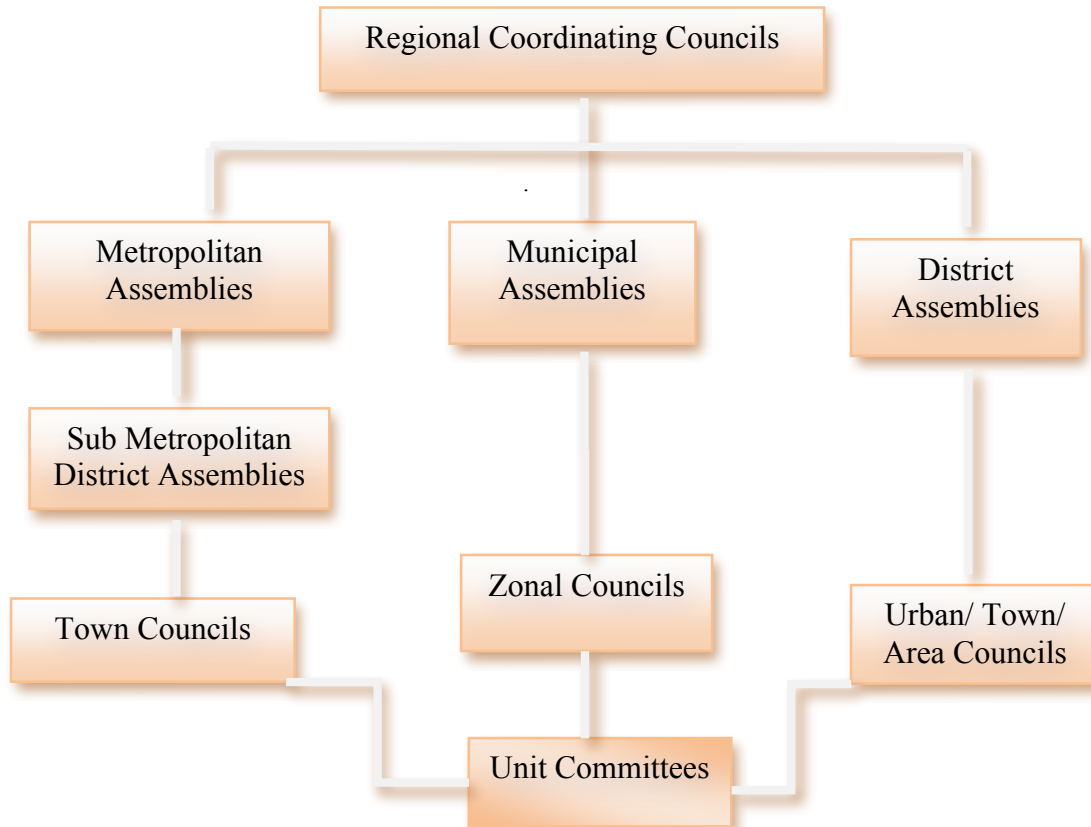 Regional Coordinating Councils
Metropolitan
Assemblies
Municipal
Assemblies
District
Assemblies
Sub Metropolitan
District Assemblies
Town Councils
Zonal Councils
Urban/ Town/
Area Councils
Unit Committees